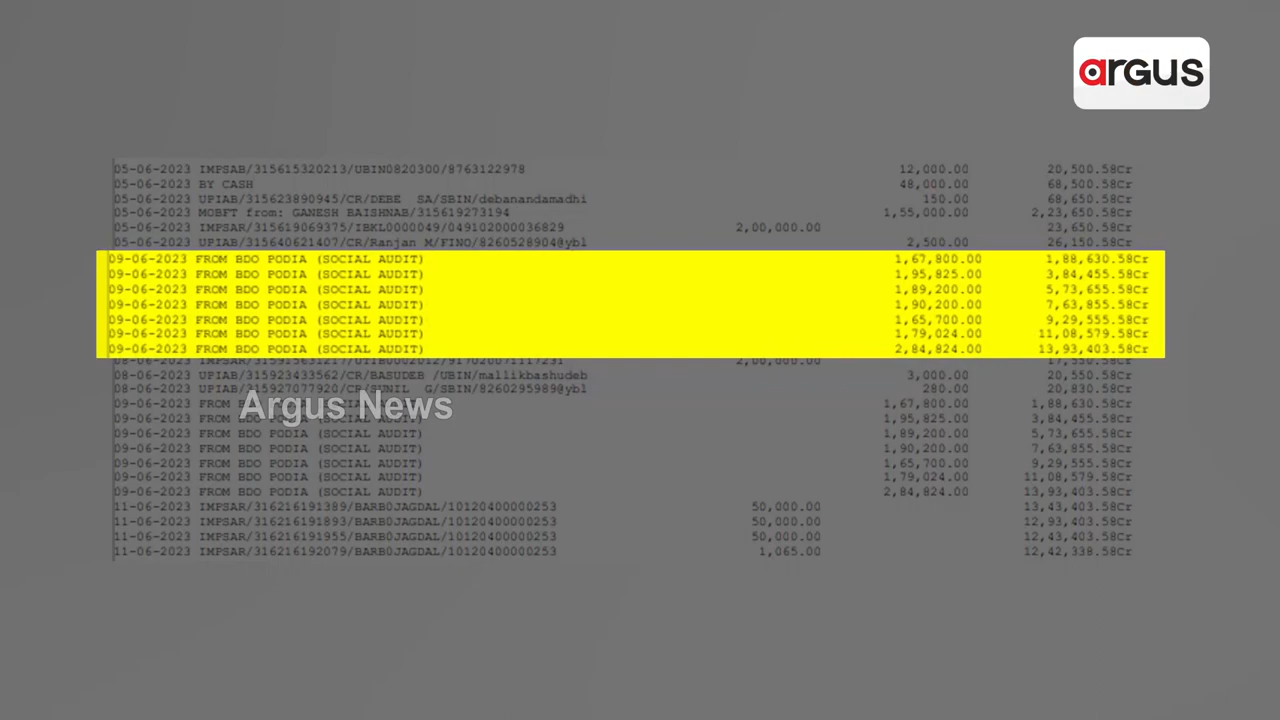 argus
05-06-2023 IMPSAB/315615320213/UBIN0820300/8763122978 12,000.00 20,500.58Cr
05-06-2023 BY CASH 48,000.00 68,500.58Cr
05-06-2023 UPIAB/315623890945/CR/DEBE SA/SBIN/debanandamadhi 150.00 68,650.58Cr
05-06-2023 MOBFT from: GANESH BAISHNAB/315619273194 1,55,000.00 2,23,650.58Cr
05-06-2023 IMPSAR/315619069375/IBKL0000049/049102000036829 2,00,000.00 23,650.58Cr
05-06-2023 UPIAB/315640621407/CR/Ranjan M/FINO/8260528904@ybl 2,500.00 26,150.58Cr
09-06-2023 FROM BDO PODIA (SOCIAL AUDIT) 1,67,800.00 1,88,630.58Cr
09-06-2023 FROM BDO PODIA (SOCIAL AUDIT) 1,95,825.00 3,84,455.58Cr
09-06-2023 FROM BDO PODIA (SOCIAL AUDIT) 1,89,200.00 5,73,655.58Cr
09-06-2023 FROM BDO PODIA (SOCIAL AUDIT) 1,90,200.00 7,63,855.58Cr
09-06-2023 FROM BDO PODIA (SOCIAL AUDIT) 1,65,700.00 9,29,555.58Cr
09-06-2023 FROM BDO PODIA (SOCIAL AUDIT) 1,79,024.00 11,08,579.58Cr
09-06-2023 FROM BDO PODIA (SOCIAL AUDIT) 2,84,824.00 13,93,403.58Cr
08-06-2023 2,00,000.00 17,550.58Cr
08-06-2023 UPIAB/315923433562/CR/BASUDEB /UBIN/mallikbashudeb 3,000.00 20,550.58Cr
08-06-2023 UPIAB/315927077920/CR/SUNIL G/SBIN/8260295989@ybl 280.00 20,830.58Cr
Argus News
09-06-2023 FROM BDO PODIA (SOCIAL AUDIT) 1,67,800.00 1,88,630.58Cr
09-06-2023 FROM BDO PODIA (SOCIAL AUDIT) 1,95,825.00 3,84,455.58Cr
09-06-2023 FROM BDO PODIA (SOCIAL AUDIT) 1,89,200.00 5,73,655.58Cr
09-06-2023 FROM BDO PODIA (SOCIAL AUDIT) 1,90,200.00 7,63,855.58Cr
09-06-2023 FROM BDO PODIA (SOCIAL AUDIT) 1,65,700.00 9,29,555.58Cr
09-06-2023 FROM BDO PODIA (SOCIAL AUDIT) 1,79,024.00 11,08,579.58Cr
09-06-2023 FROM BDO PODIA (SOCIAL AUDIT) 2,84,824.00 13,93,403.58Cr
11-06-2023 IMPSAR/316216191389/BARB0JAGDAL/10120400000253 50,000.00 13,43,403.58Cr
11-06-2023 IMPSAR/316216191893/BARB0JAGDAL/10120400000253 50,000.00 12,93,403.58Cr
11-06-2023 IMPSAR/316216191955/BARB0JAGDAL/10120400000253 50,000.00 12,43,403.58Cr
11-06-2023 IMPSAR/316216192079/BARB0JAGDAL/10120400000253 1,065.00 12,42,338.58Cr